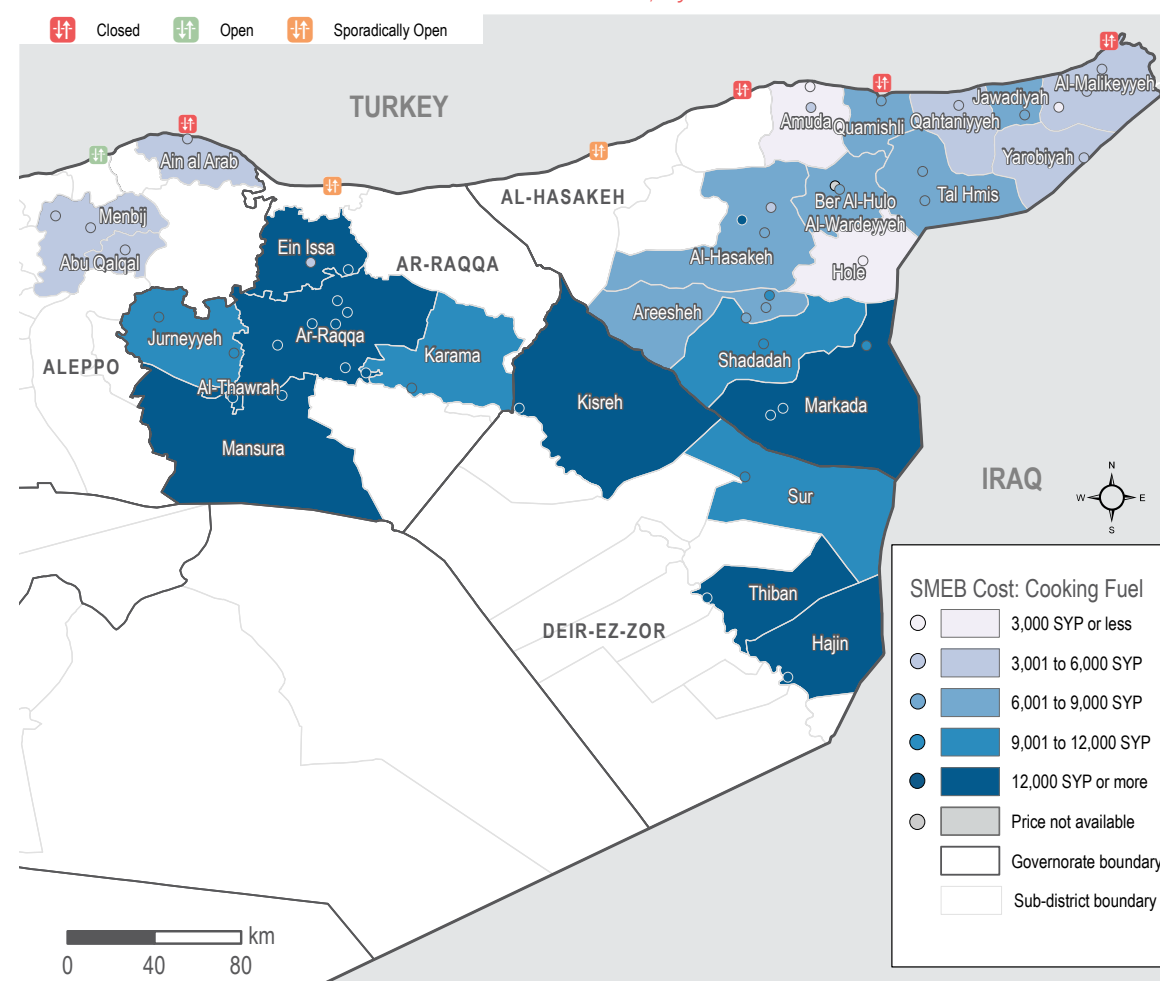 Closed
Open
Sporadically Open
TURKEY
Al-Malikeyyeh
Jawadiyah
Amuda
Quamishli
Qahtaniyyeh
Ain al Arab
Yarobiyah
AL-HASAKEH
Ber Al-Hulo
Al-Wardeyyeh
Tal Hmis
Menbij
Abu Qalqal
Ein Issa
AR-RAQQA
Al-Hasakeh
Hole
Areesheh
Jurneyyeh
Ar-Raqqa
Karama
Shadadah
ALEPPO
Al-Thawrah
Kisreh
Markada
Mansura
IRAQ
N
W
E
S
Sur
Thiban
DEIR-EZ-ZOR
Hajin
SMEB Cost: Cooking Fuel
3,000 SYP or less
3,001 to 6,000 SYP
6,001 to 9,000 SYP
9,001 to 12,000 SYP
12,000 SYP or more
Price not available
Governorate boundary
Sub-district boundary
km
0
40
80